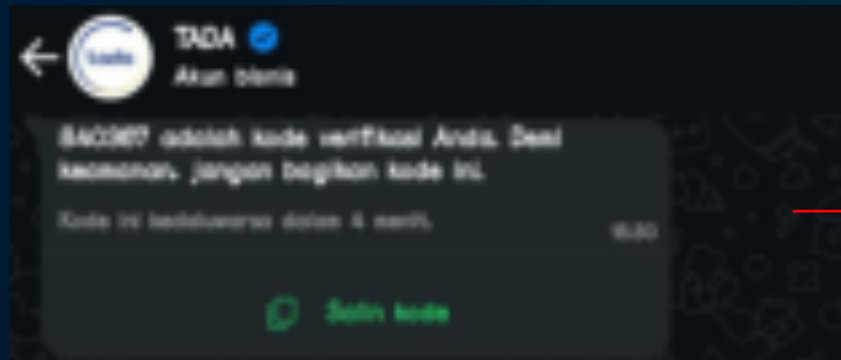 TADA
Akun bisnis
adalah kode verifikasi Anda. Demi
keamanan, jangan bagikan kode ini.
Kode ini kedaluwarsa dalam 4 menit.
Salin kode